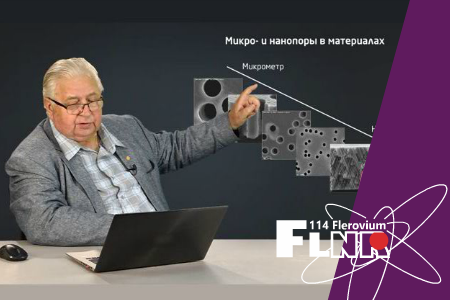 Микро- и нанопоры в материалах
Микрометр
Н
114 Flerovium
FLNR